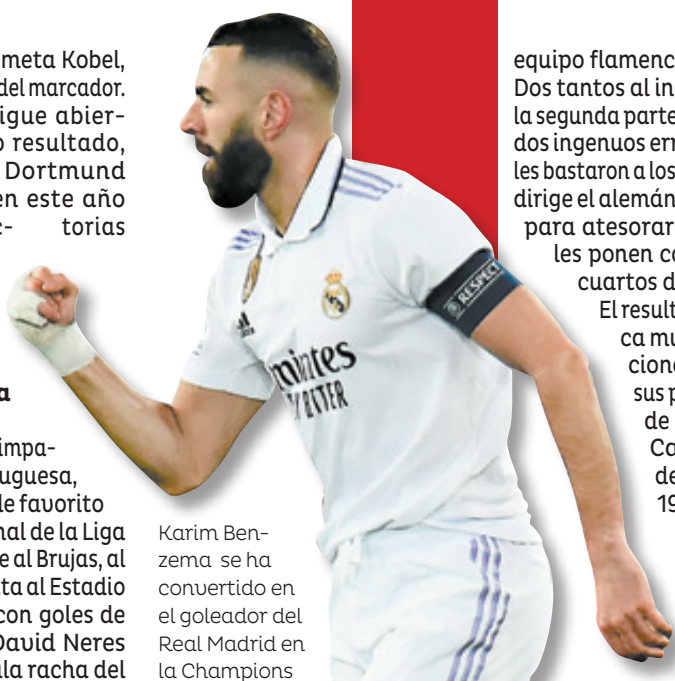 meta Kobel,
del marcador.
igue abier-
o resultado,
Dortmund
en este año
c- torias
a
impa-
uguesa,
le favorito
nal de la Liga
e al Brujas, al
ta al Estadio
con goles de
David Neres
ala racha del
Karim Ben-
zema se ha
convertido en
el goleador del
Real Madrid en
la Champions
adidas
RESPECT
mirates
BETTER
equipo flamenc
Dos tantos al in
la segunda parte
dos ingenuos err
les bastaron a los
dirige el alemán
para atesorar
les ponen co
cuartos d
El result
ca mu
cione
sus p
de
Ca
de
19